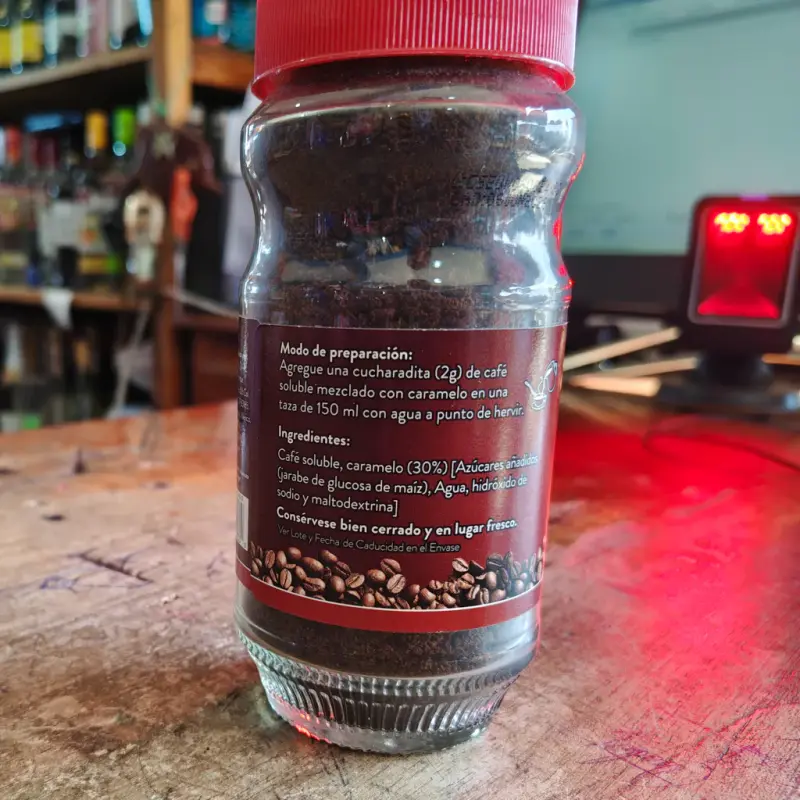 Modo de preparación:
Agregue una cucharadita (2g) de café
soluble mezclado con caramelo en una
taza de 150 ml con agua a punto de hervir.
Ingredientes:
Café soluble, caramelo (30%) [Azúcares añadidos
(jarabe de glucosa de maíz), Agua, hidróxido de
sodio y maltodextrina]
Consérvese bien cerrado y en lugar fresco.
Ver Lote y Fecha de Caducidad en el Envase